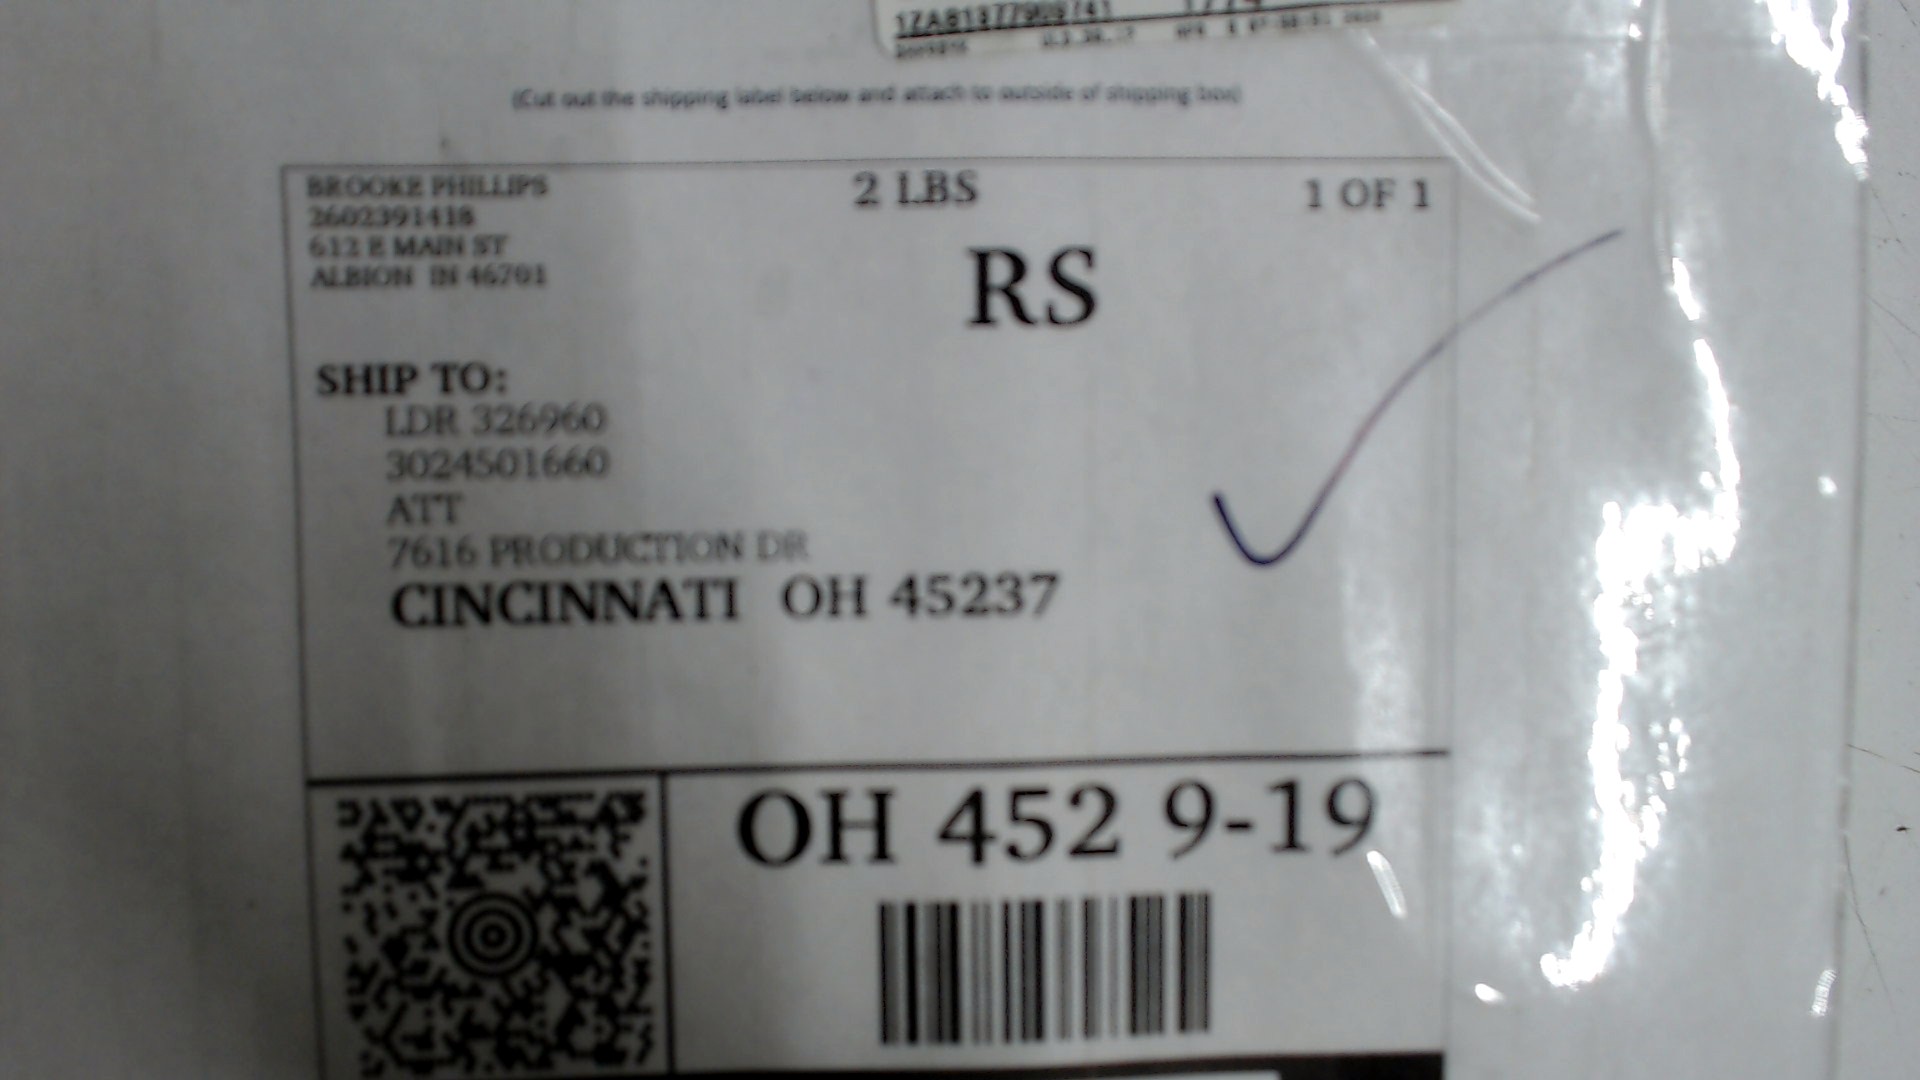 1ZAB1377909741
(Cut out the shipping label below and attach to outside of shipping box)
BROOKE PHILLIPS 2 LBS 1 OF 1
2602391418
612 E MAIN ST
ALBION IN 46701
RS
SHIP TO:
LDR 326960
3024501660
ATT
7616 PRODUCTION DR
CINCINNATI OH 45237
OH 452 9-19